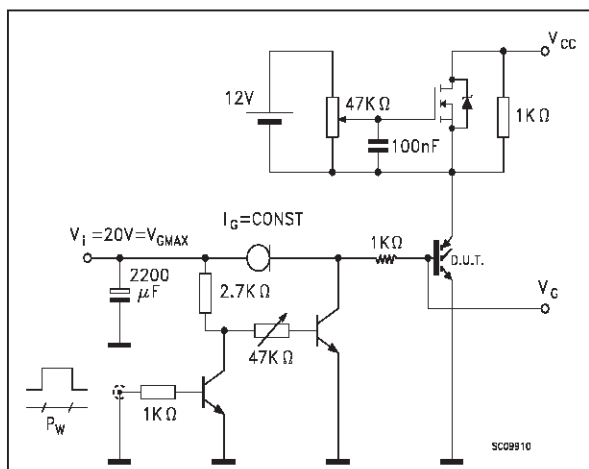 V_CC
12V
47KΩ
1KΩ
100nF
I_G=CONST
V_i=20V=V_GMAX
1KΩ
D.U.T.
2200
μF
2.7KΩ
V_G
47KΩ
1KΩ
P_W
SC09910